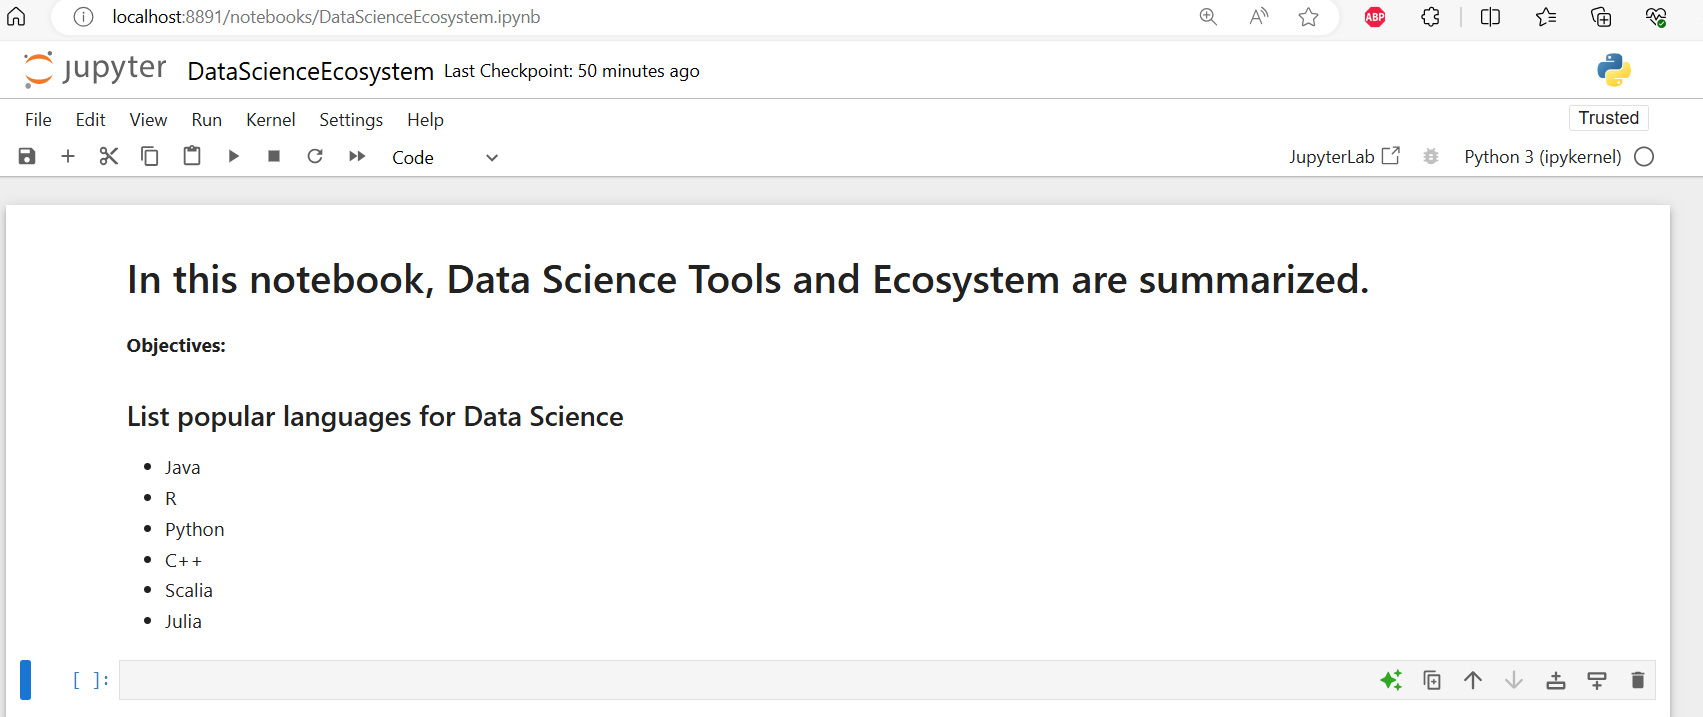 localhost:8891/notebooks/DataScienceEcosystem.ipynb
ABP
jupyter DataScienceEcosystem Last Checkpoint: 50 minutes ago
File Edit View Run Kernel Settings Help
Trusted
Code
JupyterLab
Python 3 (ipykernel)
In this notebook, Data Science Tools and Ecosystem are summarized.
Objectives:
List popular languages for Data Science
• Java
• R
• Python
• C++
• Scalia
• Julia
[ ]: